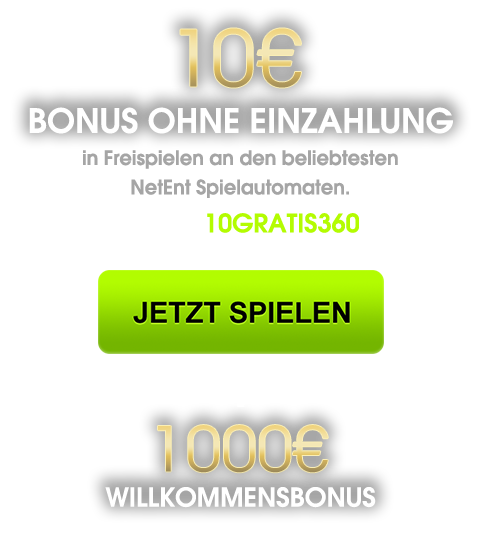 10€
BONUS OHNE EINZAHLUNG
in Freispielen an den beliebtesten
NetEnt Spielautomaten.
10GRATIS360
JETZT SPIELEN
1000€
WILLKOMMENSBONUS